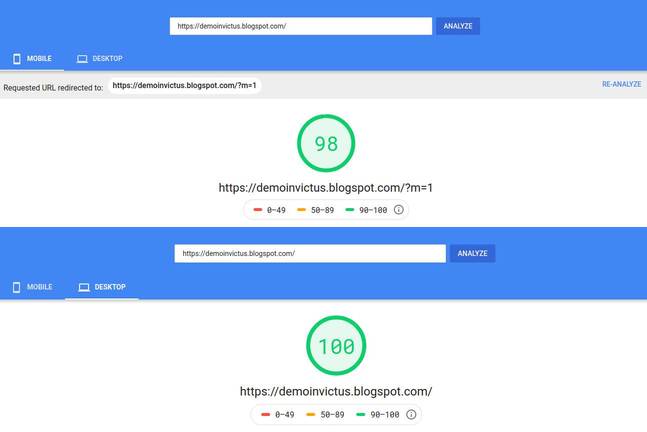 https://demoinvictus.blogspot.com/ ANALYZE
MOBILE DESKTOP
Requested URL redirected to: https://demoinvictus.blogspot.com/?m=1 RE-ANALYZE
98
https://demoinvictus.blogspot.com/?m=1
0–49 50–89 90–100
https://demoinvictus.blogspot.com/ ANALYZE
MOBILE DESKTOP
100
https://demoinvictus.blogspot.com/
0–49 50–89 90–100